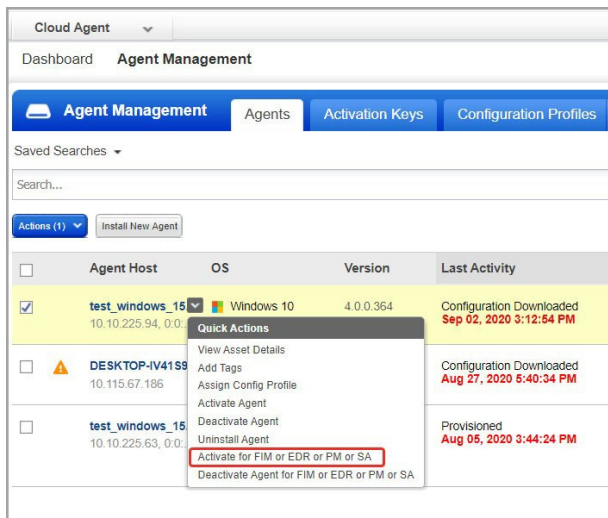 Cloud Agent
Dashboard Agent Management
Agent Management Agents Activation Keys Configuration Profiles
Saved Searches
Search...
Actions (1) Install New Agent
Agent Host OS Version Last Activity
test_windows_15 Windows 10 4.0.0.364 Configuration Downloaded
10.10.225.94, 0:0:.. Sep 02, 2020 3:12:54 PM
Quick Actions
View Asset Details
Add Tags
Assign Config Profile
Activate Agent
Deactivate Agent
Uninstall Agent
Activate for FIM or EDR or PM or SA
Deactivate Agent for FIM or EDR or PM or SA
DESKTOP-IV41S9 Configuration Downloaded
10.115.67.186 Aug 27, 2020 5:40:34 PM
test_windows_15. Provisioned
10.10.225.63, 0:0:.. Aug 05, 2020 3:44:24 PM